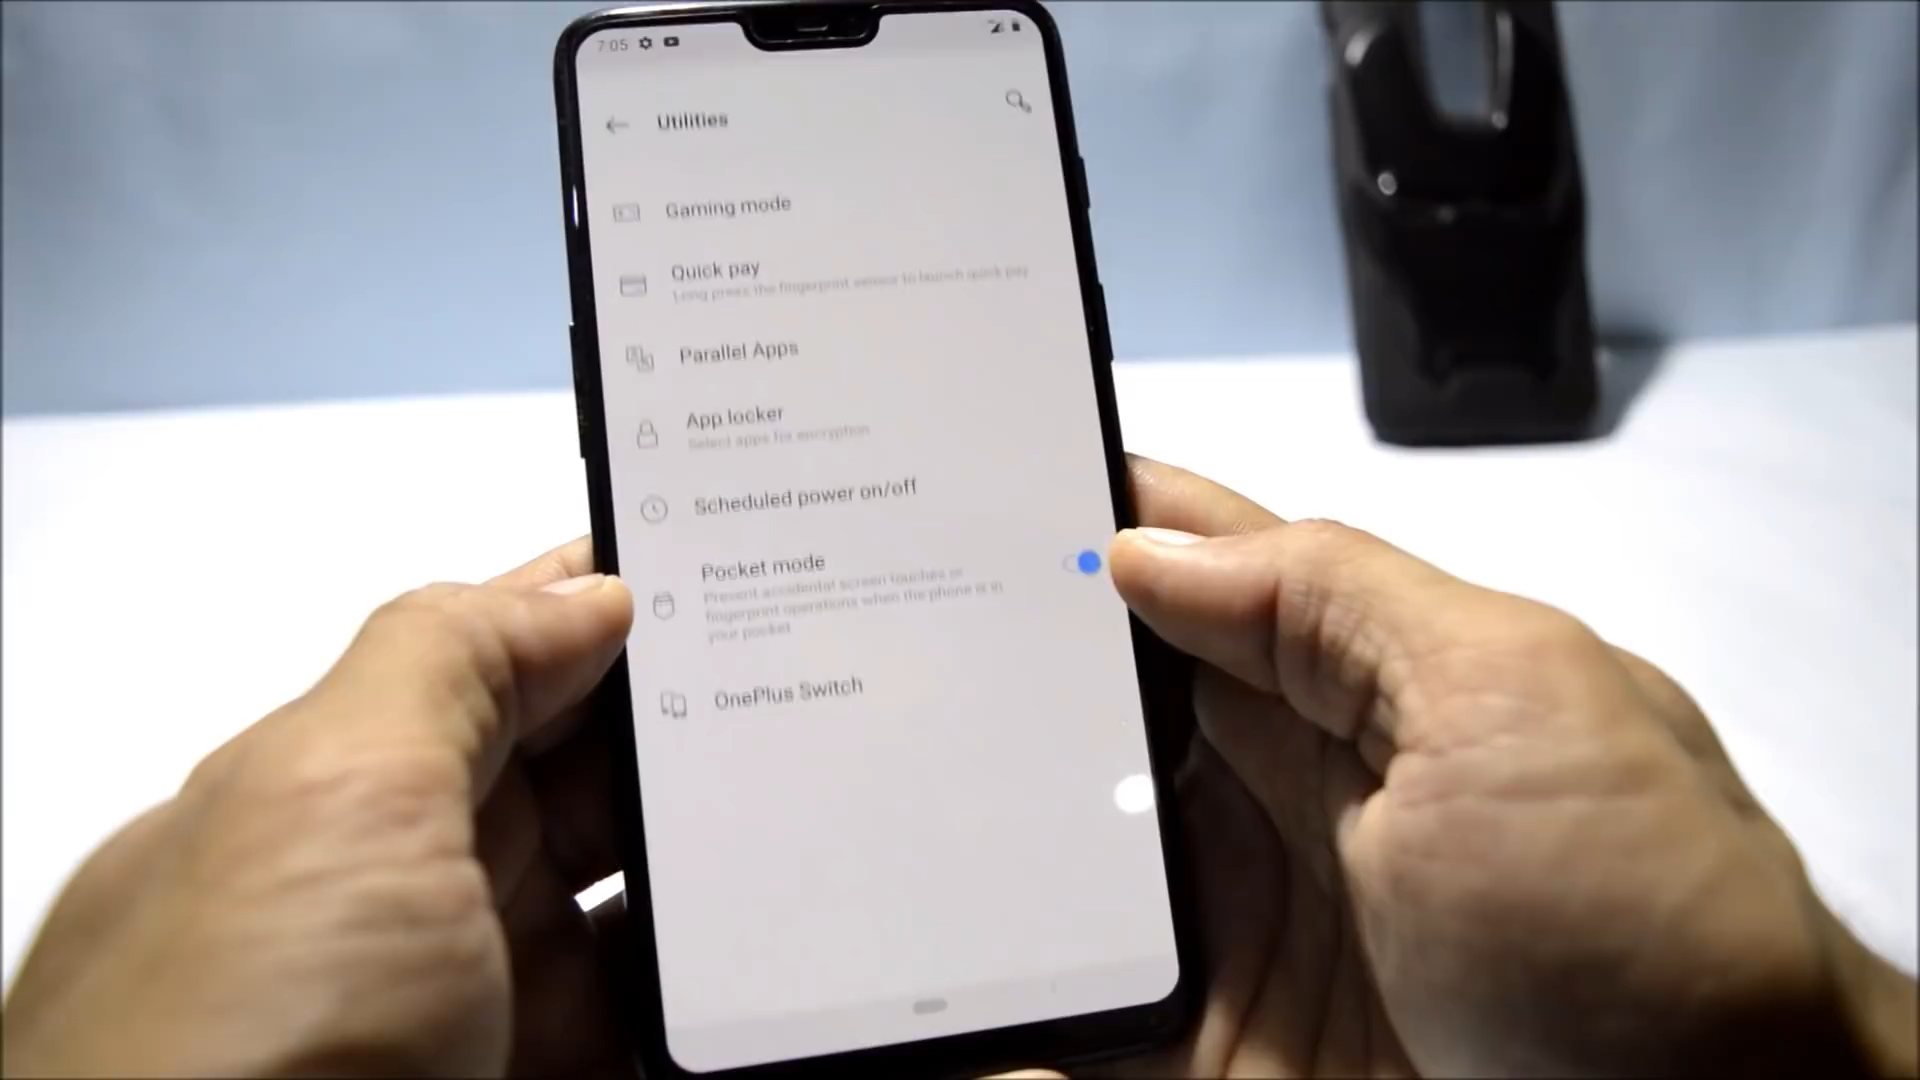 7:05
Utilities
Gaming mode
Quick pay
Long press the fingerprint sensor to launch quick pay
Parallel Apps
App locker
Select apps for encryption
Scheduled power on/off
Pocket mode
Prevent accidental screen touches or
fingerprint operations when the phone is in
your pocket
OnePlus Switch